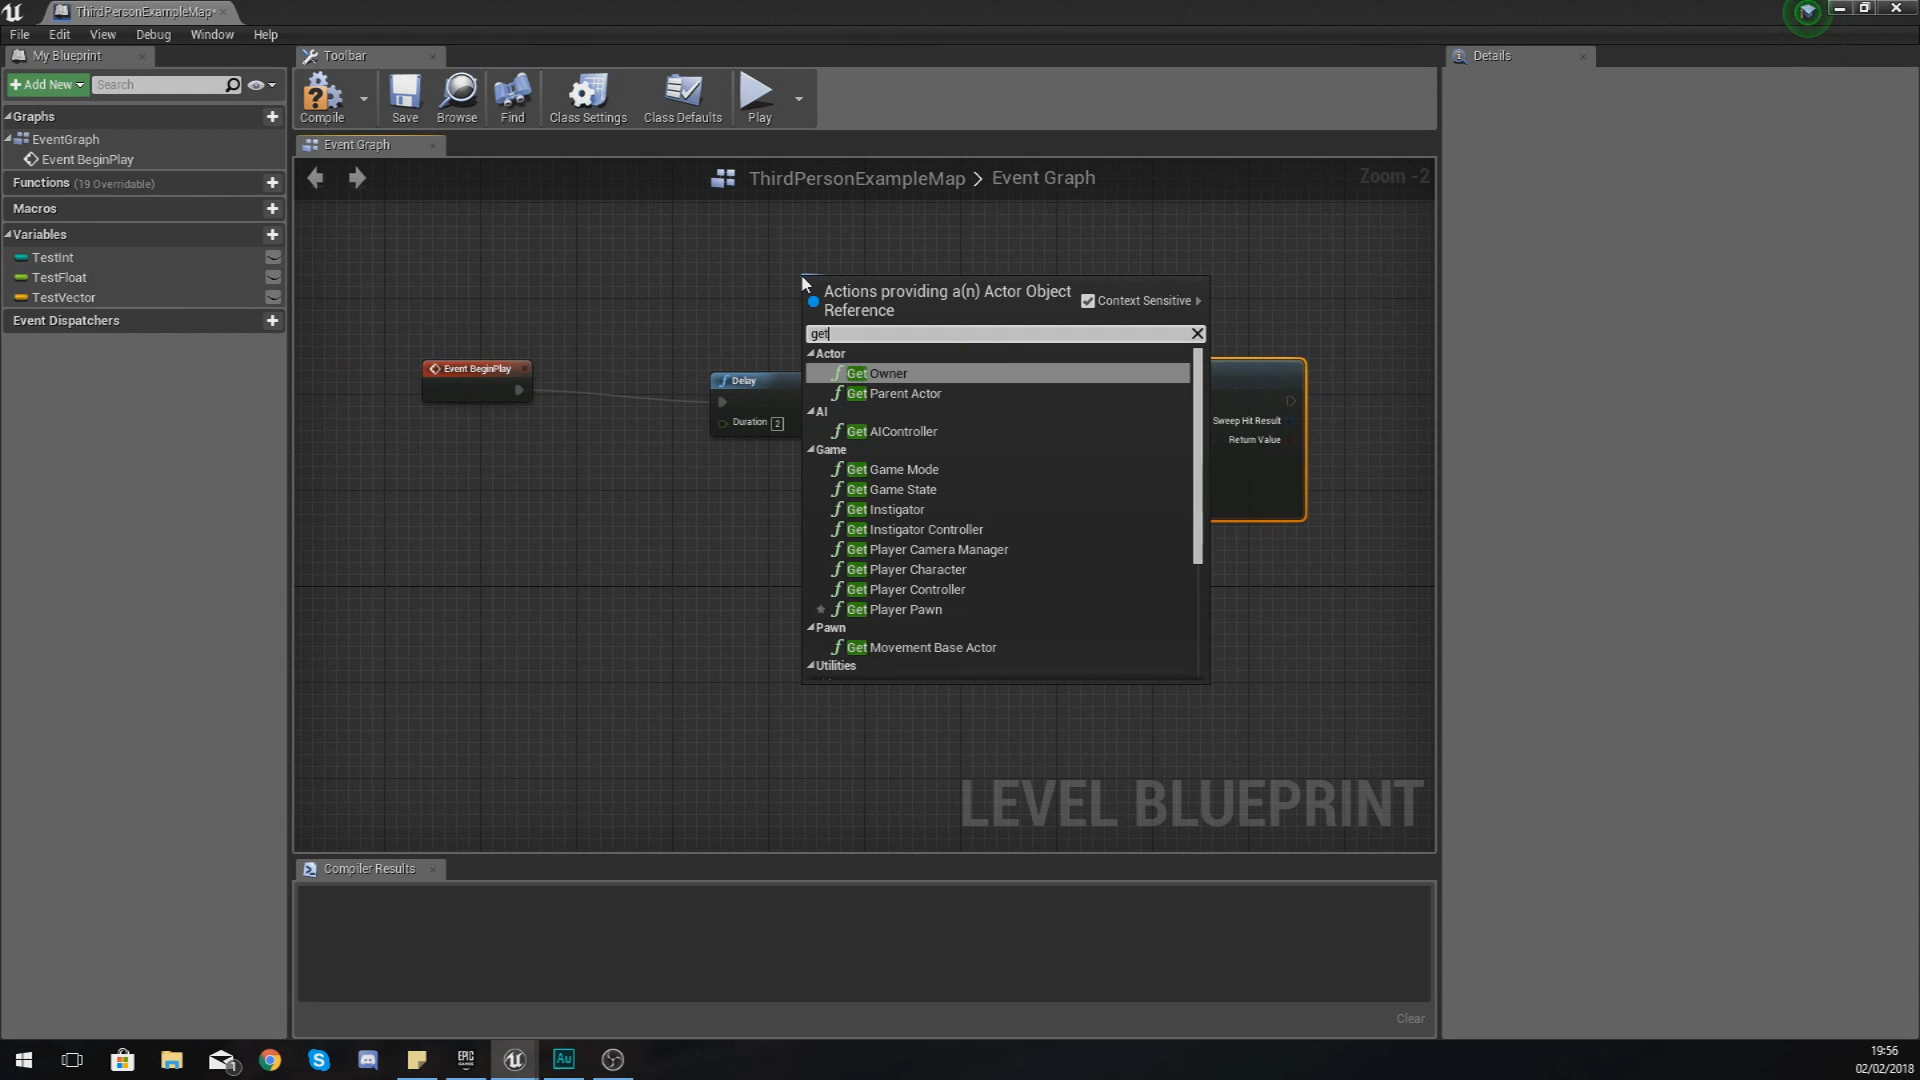 ThirdPersonExampleMap*
File Edit View Debug Window Help
My Blueprint
Toolbar
Details
Add New
Search
Compile
Save
Browse
Find
Class Settings
Class Defaults
Play
Graphs
EventGraph
Event BeginPlay
Functions (19 Overridable)
Macros
Variables
TestInt
TestFloat
TestVector
Event Dispatchers
Event Graph
ThirdPersonExampleMap > Event Graph
Zoom -2
Event BeginPlay
Delay
Duration 2
Actions providing a(n) Actor Object
Reference
Context Sensitive
get
Actor
Get Owner
Get Parent Actor
AI
Get AIController
Game
Get Game Mode
Get Game State
Get Instigator
Get Instigator Controller
Get Player Camera Manager
Get Player Character
Get Player Controller
Get Player Pawn
Pawn
Get Movement Base Actor
Utilities
Sweep Hit Result
Return Value
LEVEL BLUEPRINT
Compiler Results
Clear
1
EPIC
GAMES
Au
19:56
02/02/2018